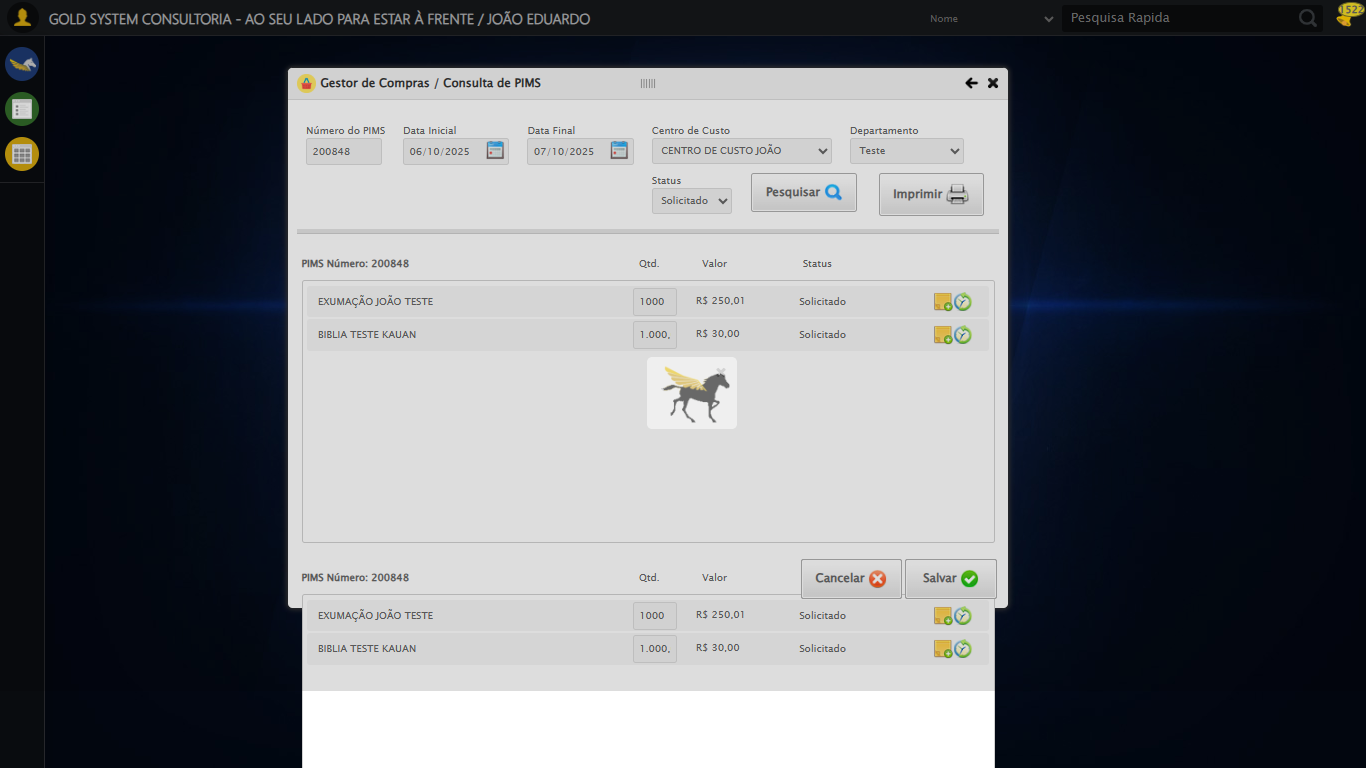 GOLD SYSTEM CONSULTORIA - AO SEU LADO PARA ESTAR À FRENTE / JOÃO EDUARDO
Nome
Pesquisa Rapida
1522
Gestor de Compras / Consulta de PIMS
Número do PIMS Data Inicial Data Final Centro de Custo Departamento
200848 06/10/2025 07/10/2025 CENTRO DE CUSTO JOÃO Teste
Status
Solicitado Pesquisar Imprimir
PIMS Número: 200848 Qtd. Valor Status
EXUMAÇÃO JOÃO TESTE 1000 R$ 250,01 Solicitado
BIBLIA TESTE KAUAN 1.000, R$ 30,00 Solicitado
PIMS Número: 200848 Qtd. Valor Cancelar Salvar
EXUMAÇÃO JOÃO TESTE 1000 R$ 250,01 Solicitado
BIBLIA TESTE KAUAN 1.000, R$ 30,00 Solicitado